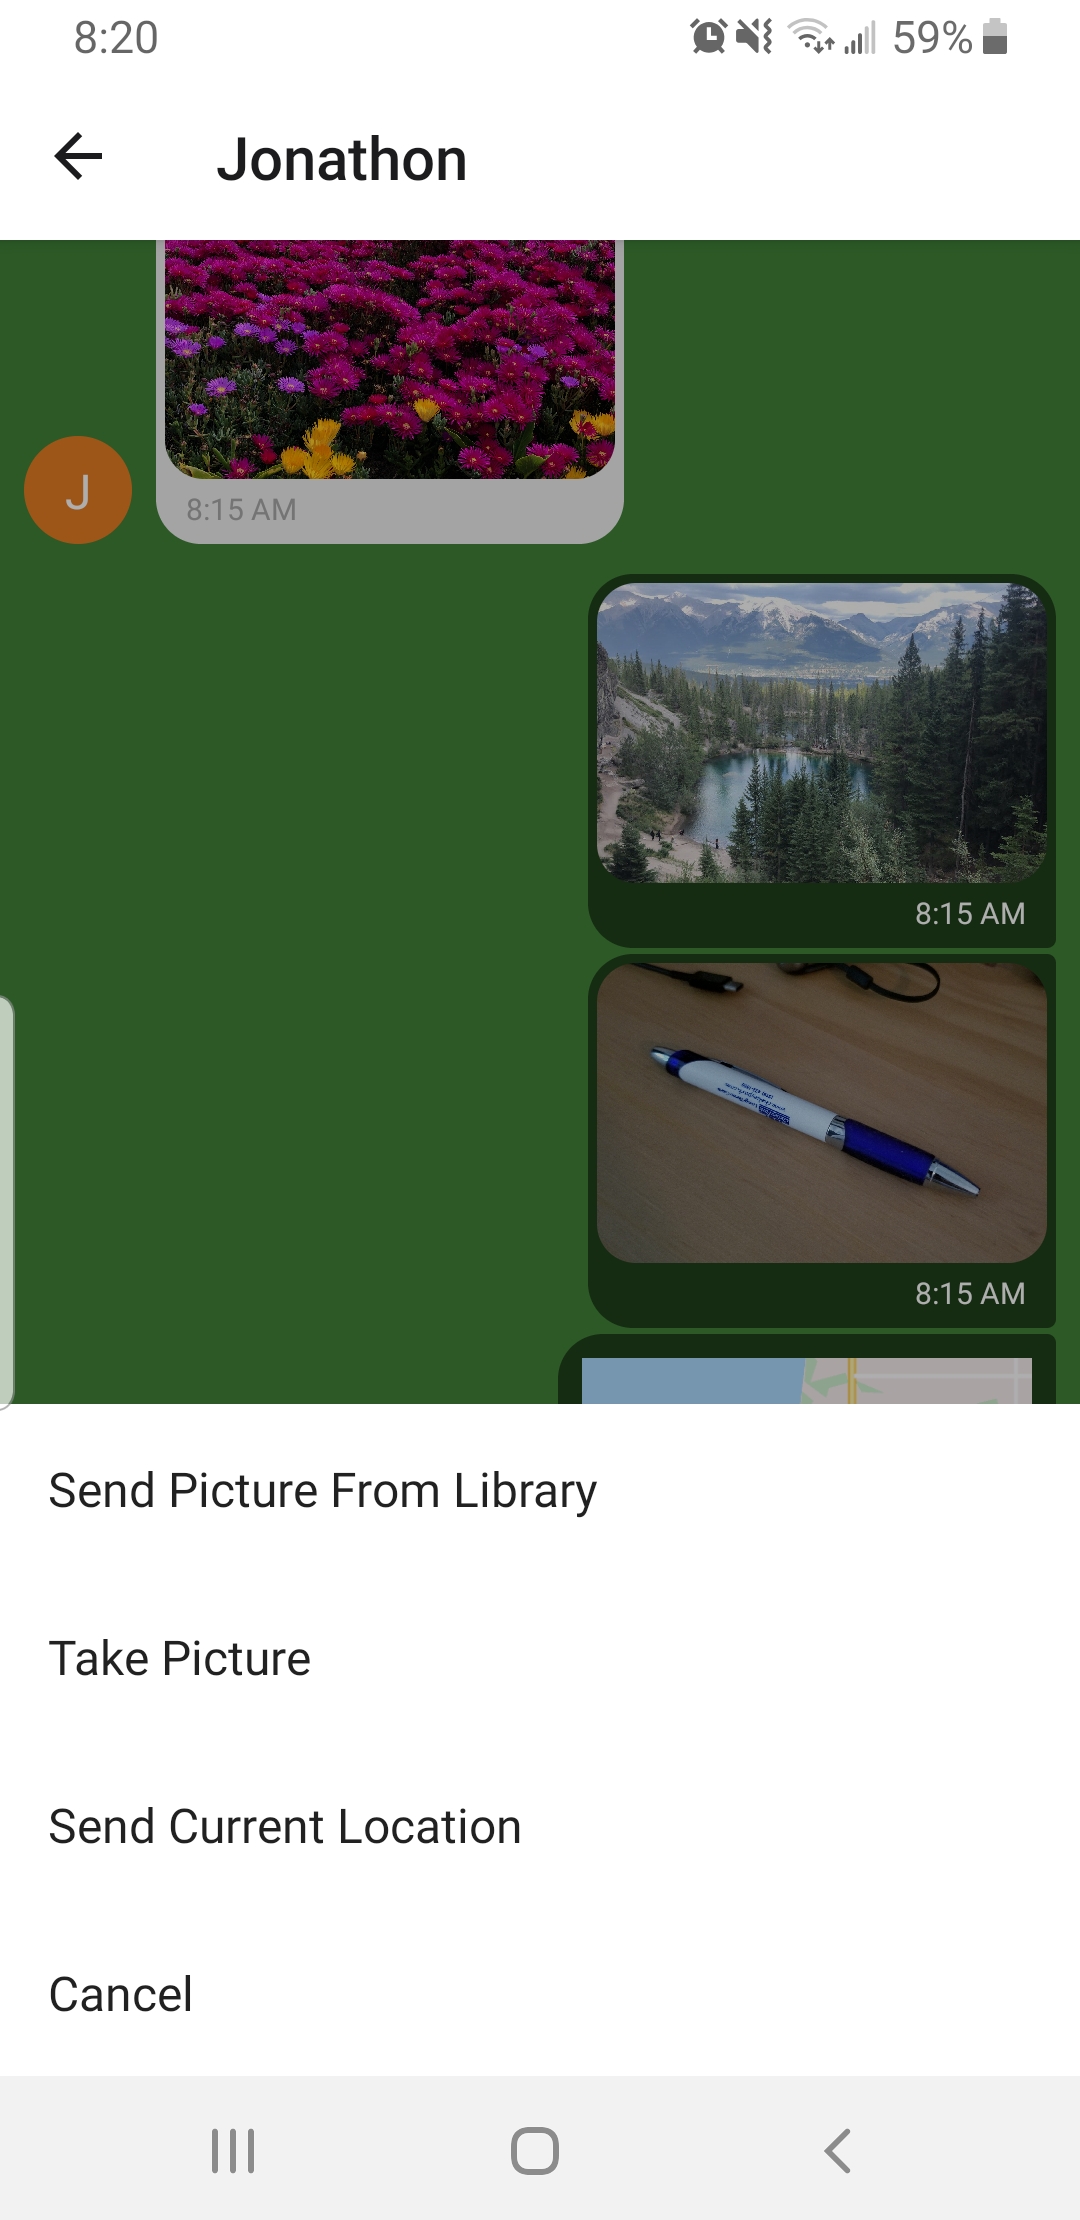 8:20
59%
Jonathon
J
8:15 AM
8:15 AM
8:15 AM
Send Picture From Library
Take Picture
Send Current Location
Cancel